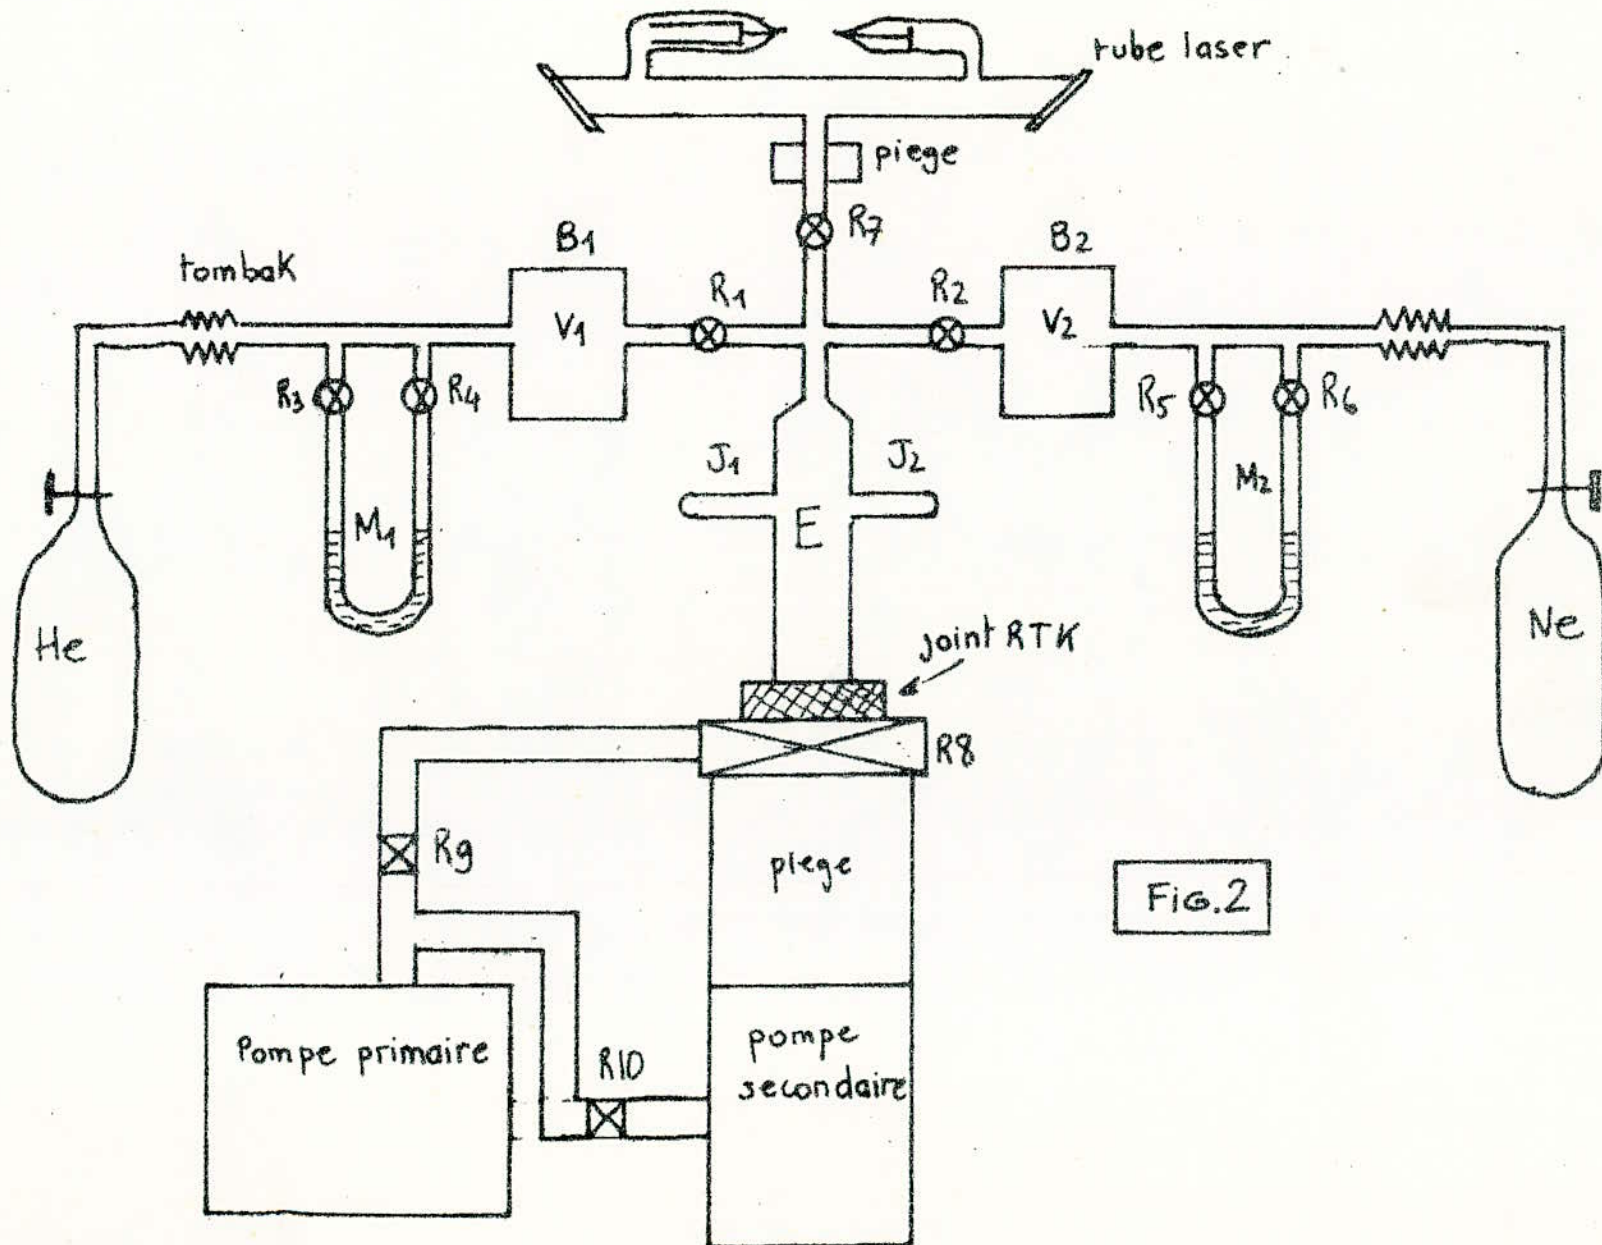 tube laser
piege
R7
B1
B2
tombak
R1
R2
V1
V2
R3
R4
R5
R6
J1
J2
M1
E
M2
He
Ne
joint RTK
R8
R9
piege
FiG.2
Pompe primaire
R10
pompe
secondaire